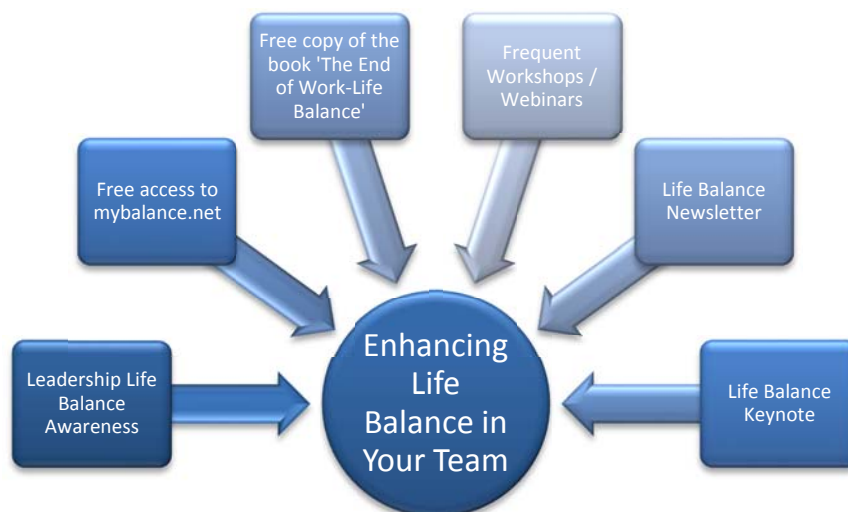 Free copy of the
book 'The End
of Work-Life
Balance'
Frequent
Workshops /
Webinars
Free access to
mybalance.net
Life Balance
Newsletter
Leadership Life
Balance
Awareness
Enhancing
Life
Balance in
Your Team
Life Balance
Keynote